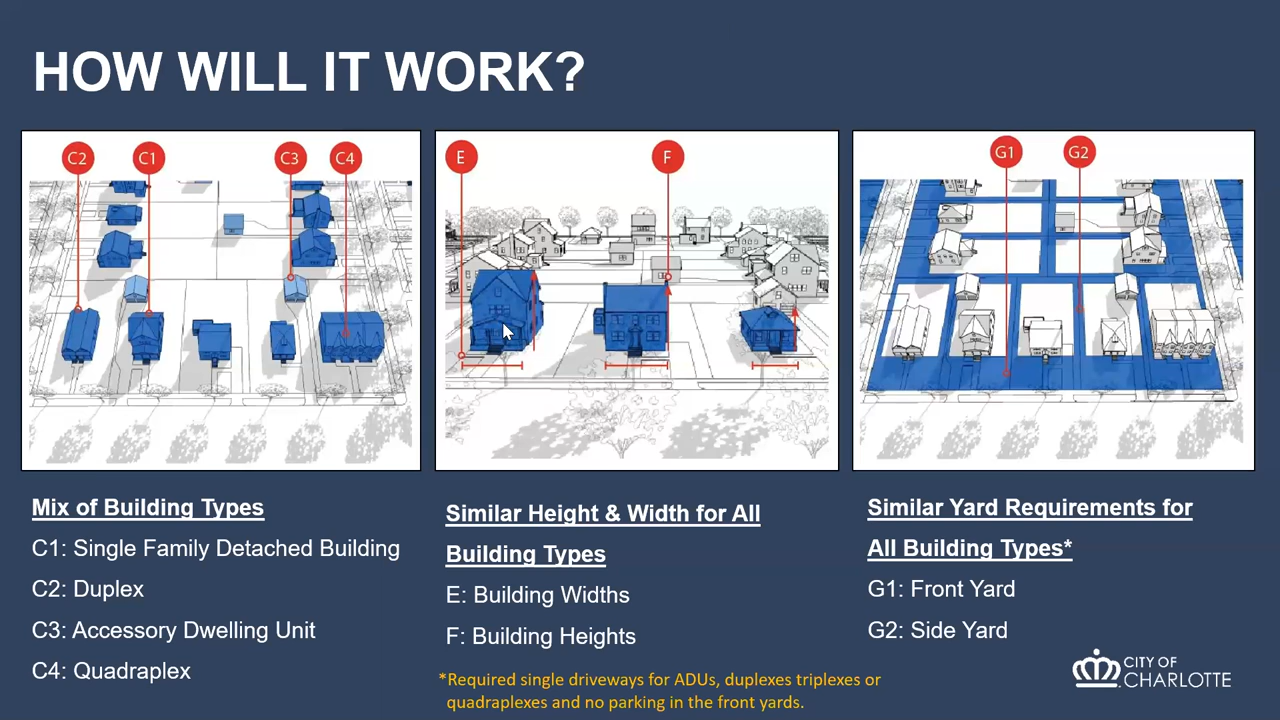 HOW WILL IT WORK?
C2
C1
C3
C4
E
F
G1
G2
Mix of Building Types
C1: Single Family Detached Building
C2: Duplex
C3: Accessory Dwelling Unit
C4: Quadraplex
Similar Height & Width for All
Building Types
E: Building Widths
F: Building Heights
*Required single driveways for ADUs, duplexes triplexes or
quadraplexes and no parking in the front yards.
Similar Yard Requirements for
All Building Types*
G1: Front Yard
G2: Side Yard
CITY OF
CHARLOTTE